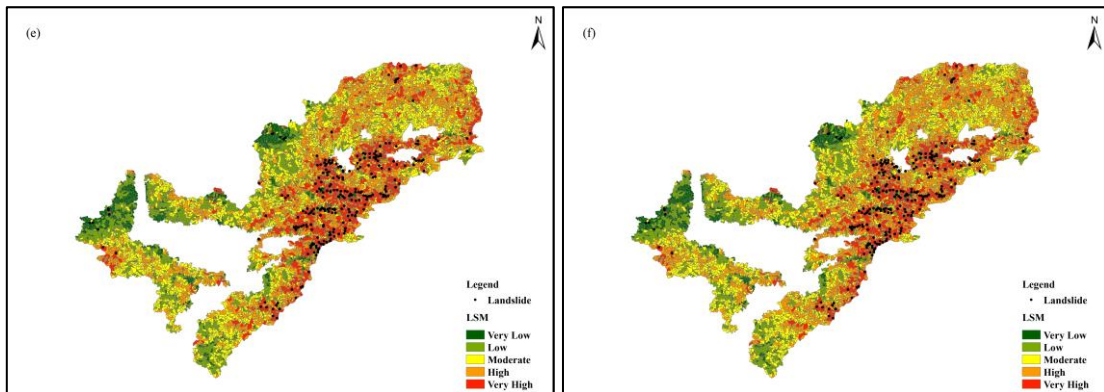 (e)
N
Legend
Landslide
LSM
Very Low
Low
Moderate
High
Very High
(f)
N
Legend
Landslide
LSM
Very Low
Low
Moderate
High
Very High